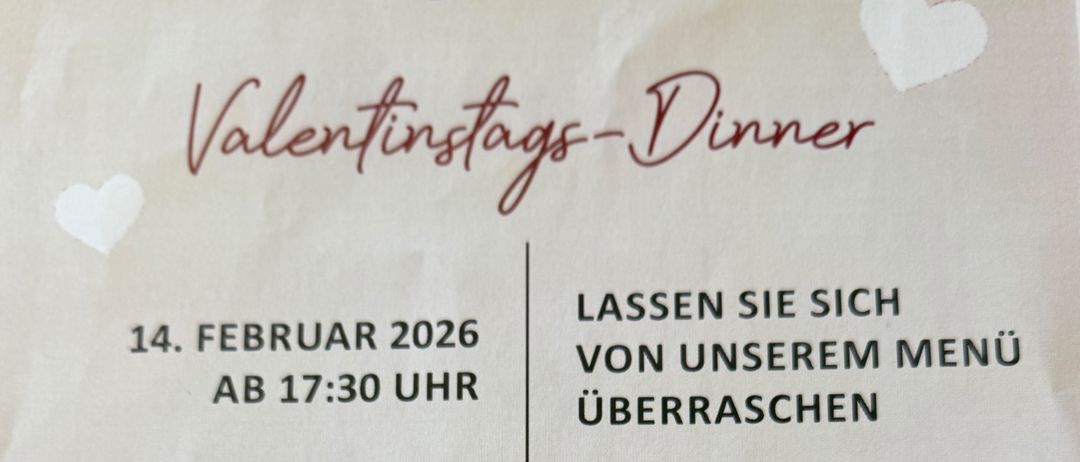 Valentinstags-Dinner
14. FEBRUAR 2026
AB 17:30 UHR
LASSEN SIE SICH
VON UNSEREM MENÜ
ÜBERRASCHEN